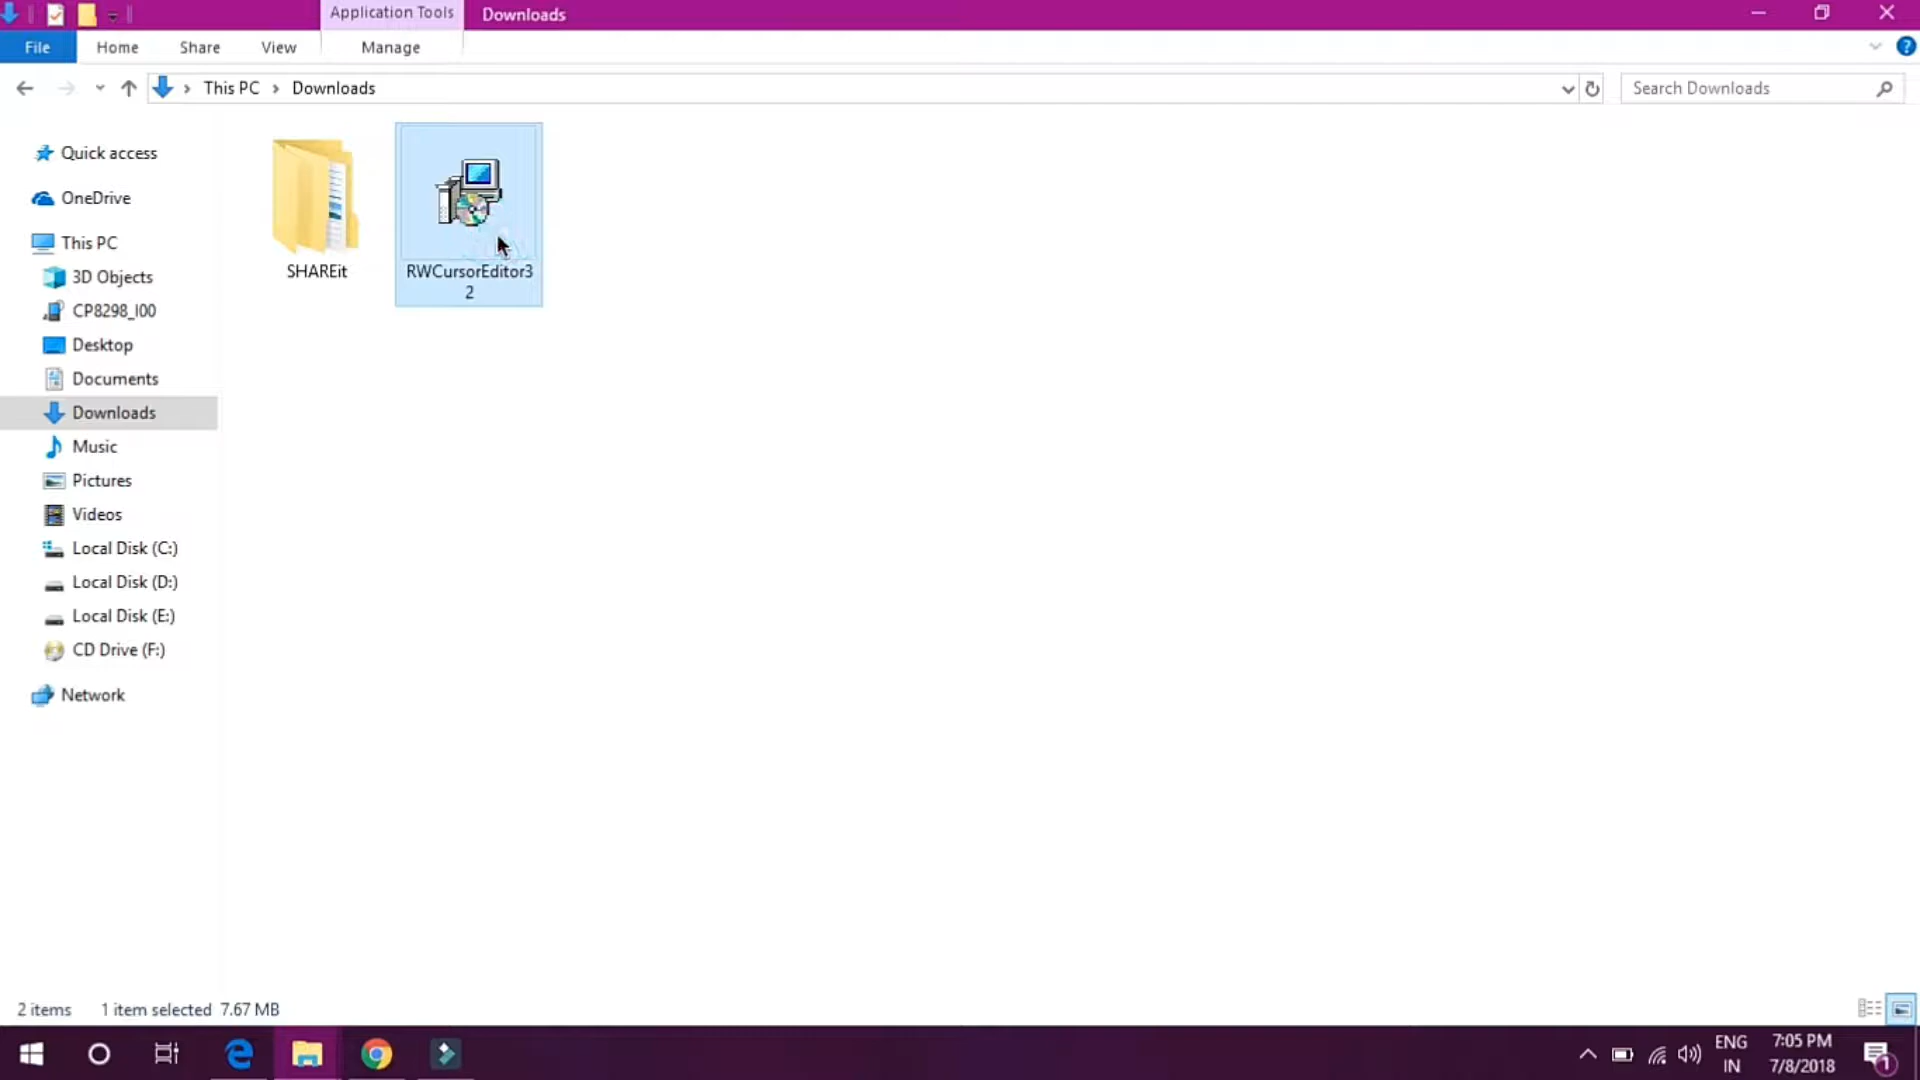 Application Tools
Downloads
File
Home
Share
View
Manage
This PC
Downloads
Search Downloads
Quick access
OneDrive
This PC
3D Objects
CP8298_I00
Desktop
Documents
Downloads
Music
Pictures
Videos
Local Disk (C:)
Local Disk (D:)
Local Disk (E:)
CD Drive (F:)
Network
SHAREit
RWCursorEditor3
2
2 items
1 item selected 7.67 MB
ENG
IN
7:05 PM
7/8/2018
1